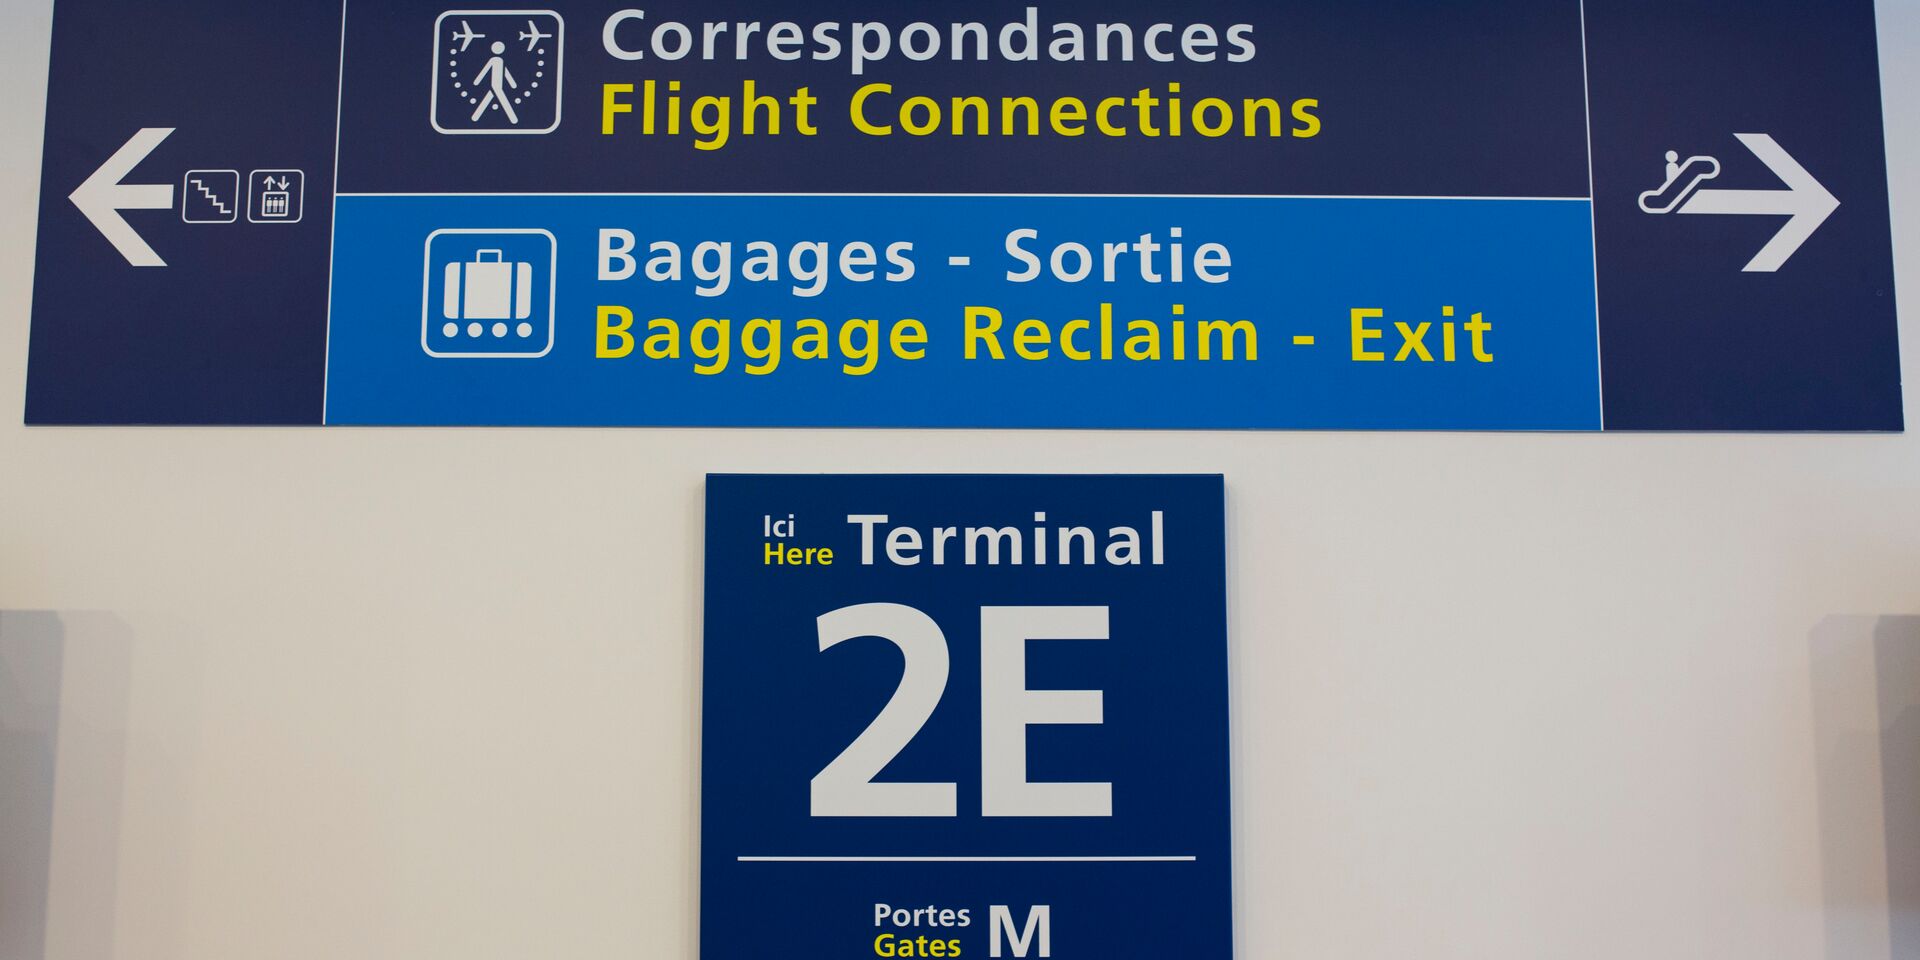 Correspondances
Flight Connections
Bagages - Sortie
Baggage Reclaim - Exit
Ici
Here
Terminal
2E
Portes
Gates
M